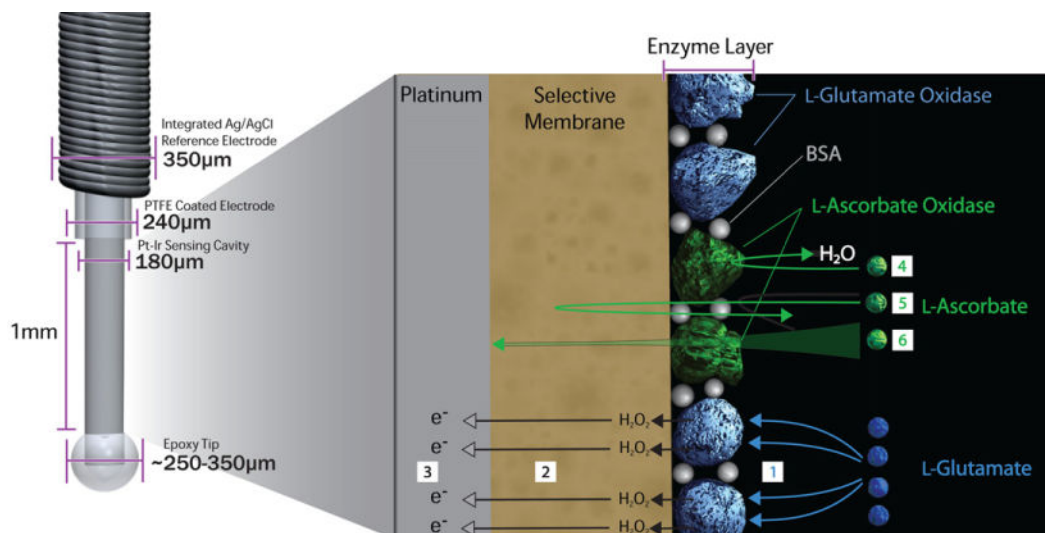 Integrated Ag/AgCl
Reference Electrode
350µm
PTFE Coated Electrode
240µm
Pt-Ir Sensing Cavity
180µm
1mm
Epoxy Tip
~250-350µm
Enzyme Layer
Platinum
Selective
Membrane
L-Glutamate Oxidase
BSA
L-Ascorbate Oxidase
H₂O
4
5
L-Ascorbate
6
e⁻ H₂O₂
e⁻ H₂O₂
3 2 1
L-Glutamate
e⁻ H₂O₂
e⁻ H₂O₂